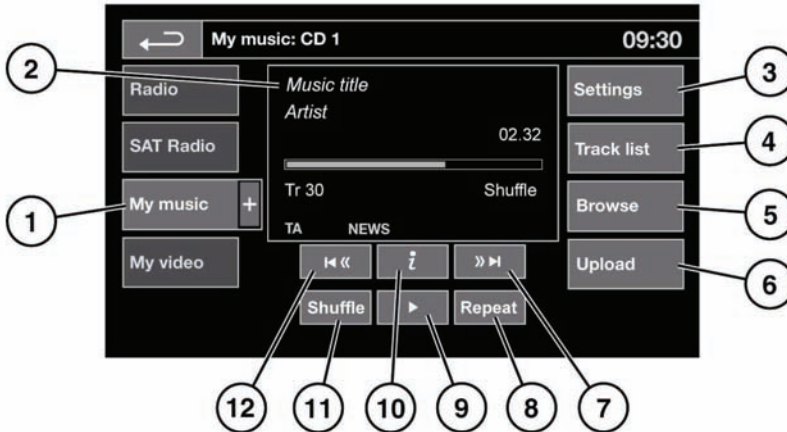 My music: CD 1
09:30
Radio
SAT Radio
My music +
My video
Music title
Artist
02.32
Tr 30
Shuffle
TA NEWS
Settings
Track list
Browse
Upload
i
Shuffle
Repeat
1
2
3
4
5
6
12
11
10
9
8
7